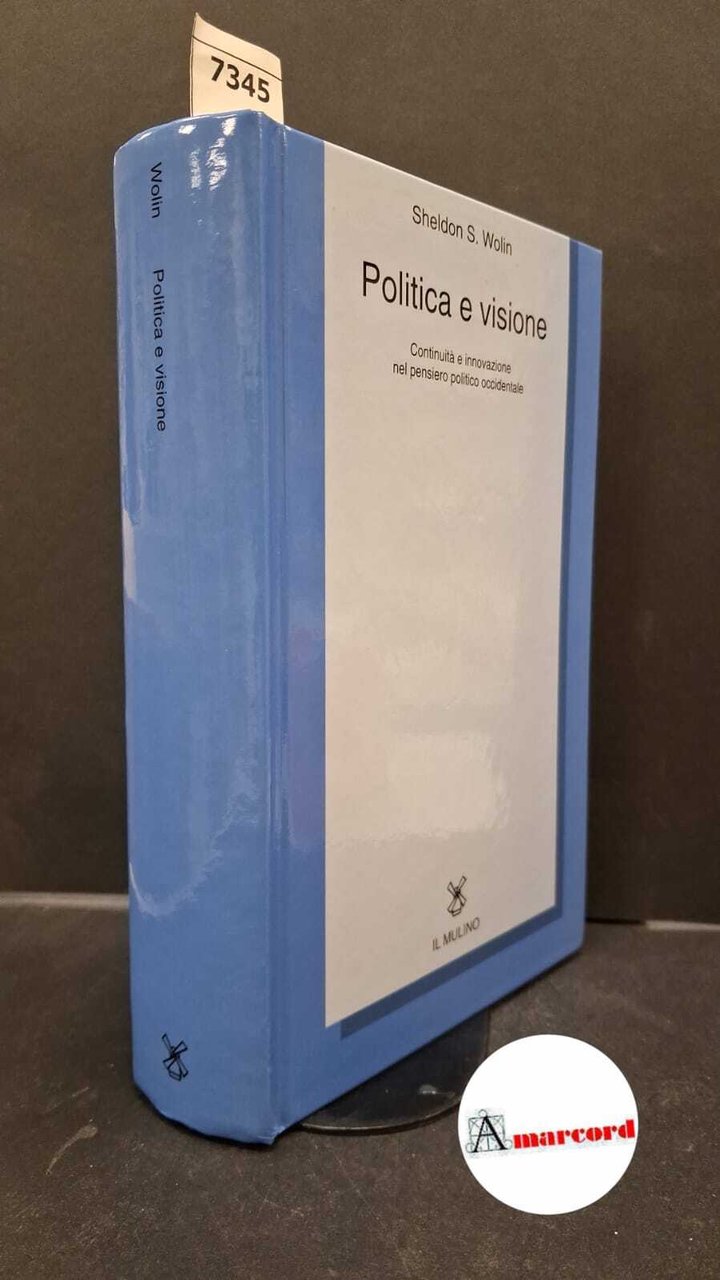 7345
Wolin Politica e visione
Sheldon S. Wolin
Politica e visione
Continuità e innovazione
nel pensiero politico occidentale
IL MULINO
Amarcord